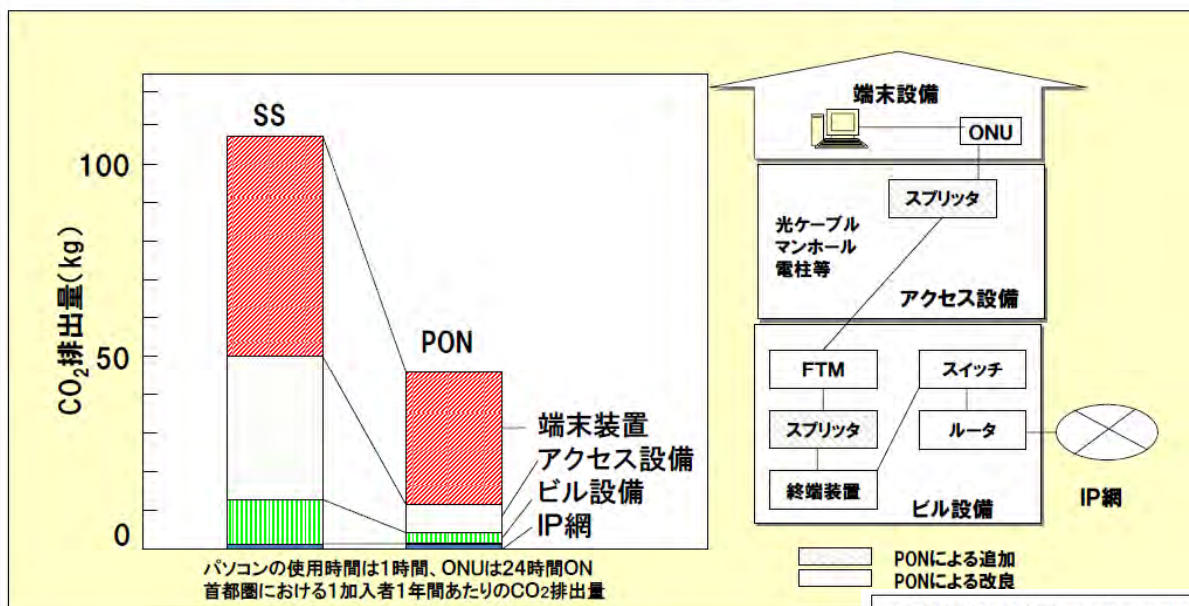 SS
PON
100
50
0
CO₂排出量(kg)
端末装置
アクセス設備
ビル設備
IP網
パソコンの使用時間は1時間、ONUは24時間ON
首都圏における1加入者1年間あたりのCO₂排出量
端末設備
ONU
スプリッタ
光ケーブル
マンホール
電柱等
アクセス設備
FTM
スイッチ
スプリッタ
ルータ
終端装置
ビル設備
IP網
PONによる追加
PONによる改良